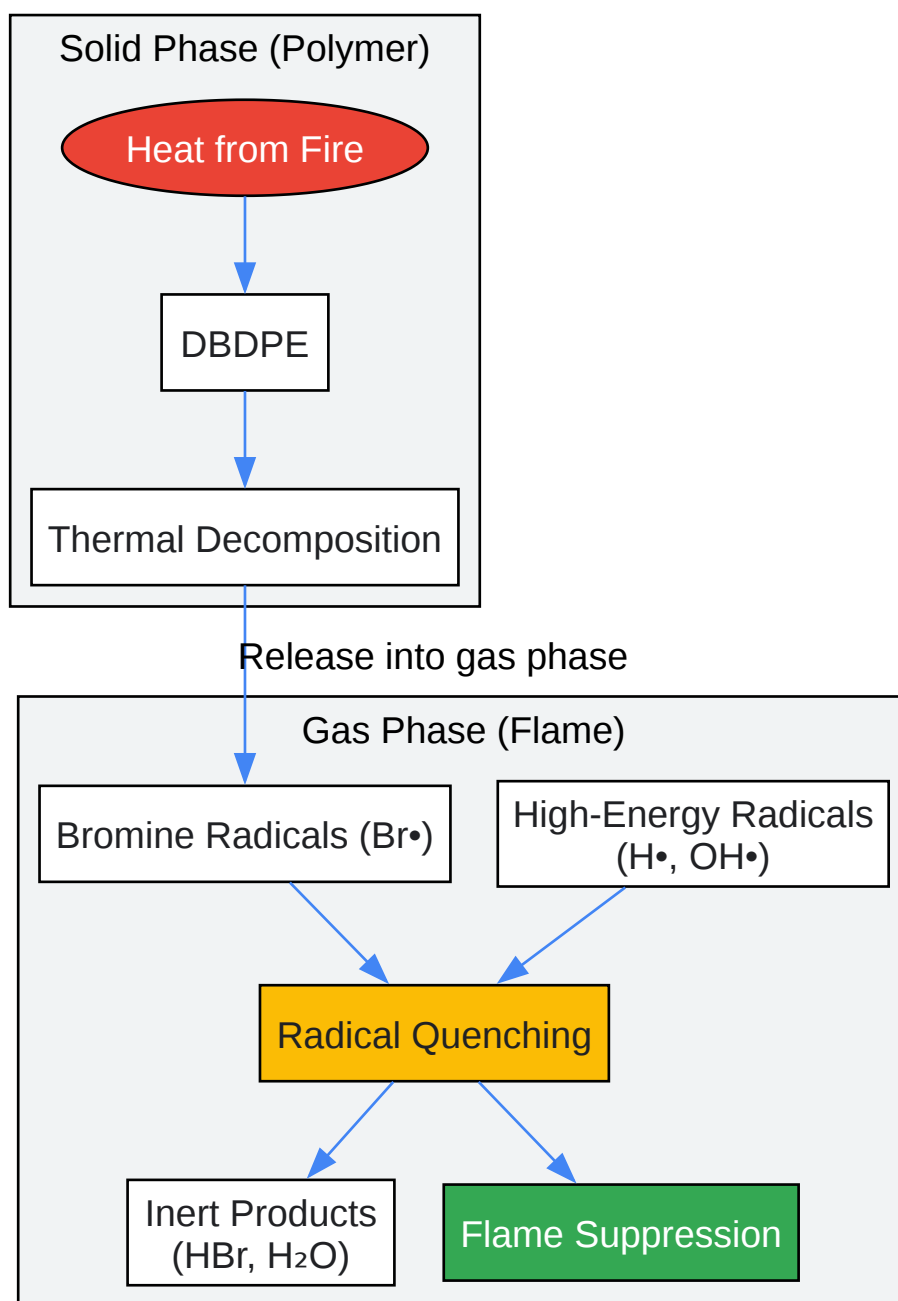 Solid Phase (Polymer)
Heat from Fire
DBDPE
Thermal Decomposition
Release into gas phase
Gas Phase (Flame)
Bromine Radicals (Br•)
High-Energy Radicals
(H•, OH•)
Radical Quenching
Inert Products
(HBr, H₂O)
Flame Suppression